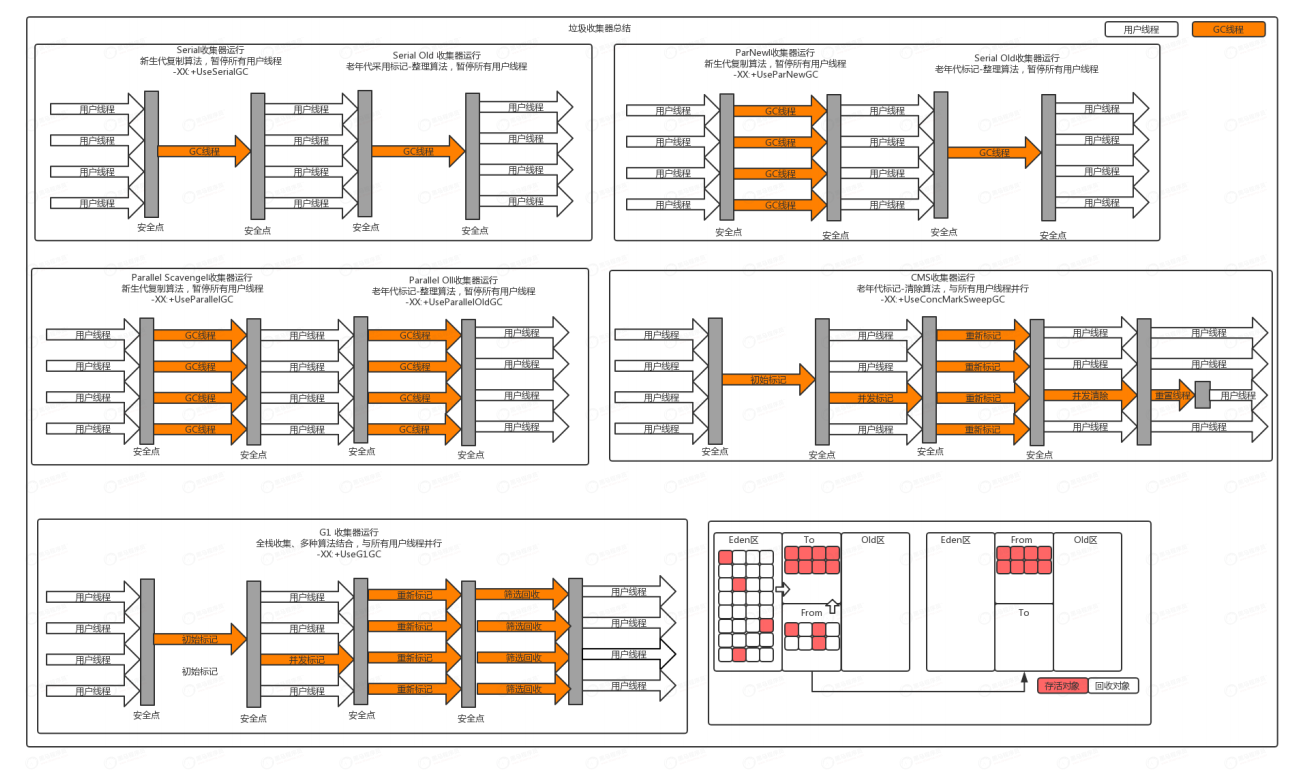 垃圾收集器总结
用户线程
GC线程
Serial收集器运行
新生代复制算法，暂停所有用户线程
-XX:+UseSerialGC
Serial Old 收集器运行
老年代采用标记-整理算法，暂停所有用户线程
用户线程
用户线程
用户线程
用户线程
GC线程
用户线程
用户线程
用户线程
用户线程
GC线程
用户线程
用户线程
用户线程
用户线程
安全点
安全点
安全点
安全点
ParNewl收集器运行
新生代复制算法，暂停所有用户线程
-XX:+UseParNewGC
Serial Old收集器运行
老年代标记-整理算法，暂停所有用户线程
用户线程
用户线程
用户线程
用户线程
GC线程
GC线程
GC线程
GC线程
用户线程
用户线程
用户线程
用户线程
GC线程
用户线程
用户线程
用户线程
用户线程
安全点
安全点
安全点
安全点
Parallel Scavengel收集器运行
新生代复制算法，暂停所有用户线程
-XX:+UseParallelGC
Parallel Oll收集器运行
老年代标记-整理算法，暂停所有用户线程
-XX:+UseParallelOldGC
用户线程
用户线程
用户线程
用户线程
GC线程
GC线程
GC线程
GC线程
用户线程
用户线程
用户线程
用户线程
GC线程
GC线程
GC线程
GC线程
用户线程
用户线程
用户线程
用户线程
安全点
安全点
安全点
安全点
CMS收集器运行
老年代标记-清除算法，与所有用户线程并行
-XX:+UseConcMarkSweepGC
用户线程
用户线程
用户线程
用户线程
初始标记
用户线程
用户线程
并发标记
用户线程
重新标记
重新标记
重新标记
重新标记
用户线程
用户线程
并发清除
用户线程
用户线程
用户线程
重置线程
用户线程
用户线程
安全点
安全点
安全点
安全点
G1 收集器运行
全栈收集、多种算法结合，与所有用户线程并行
-XX:+UseG1GC
用户线程
用户线程
用户线程
用户线程
初始标记
初始标记
用户线程
用户线程
并发标记
用户线程
重新标记
重新标记
重新标记
重新标记
筛选回收
筛选回收
筛选回收
筛选回收
用户线程
用户线程
用户线程
用户线程
安全点
安全点
安全点
安全点
Eden区
To
Old区
From
Eden区
From
Old区
To
存活对象
回收对象